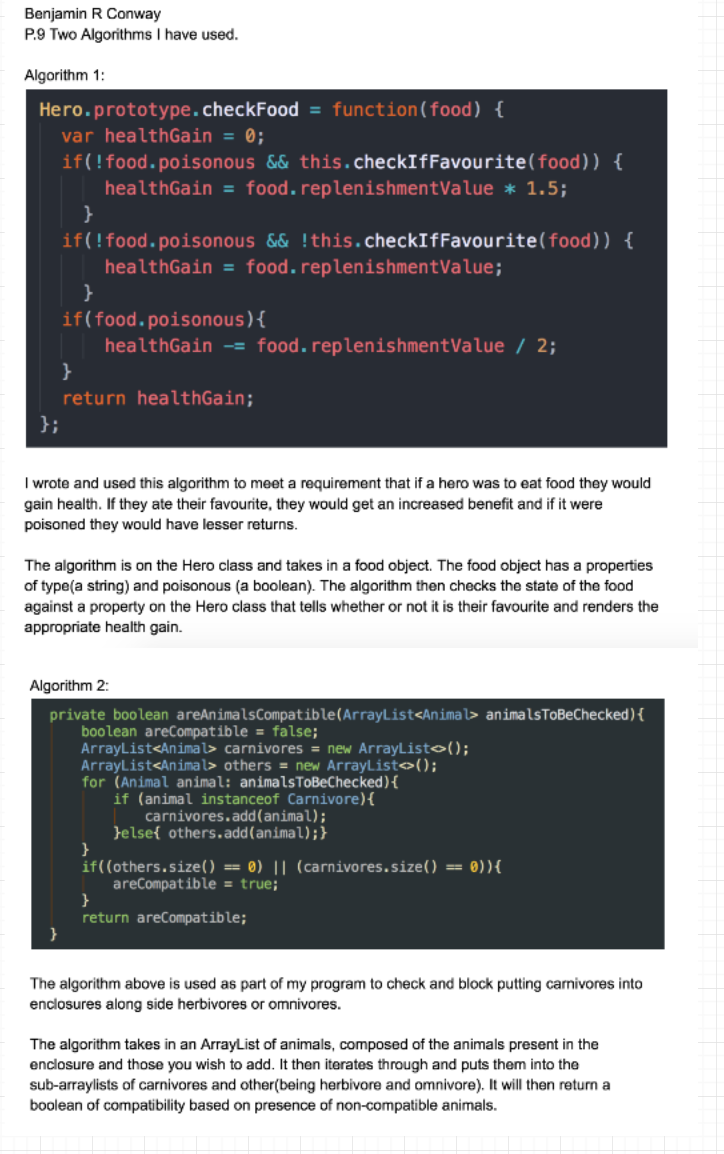 Benjamin R Conway
P.9 Two Algorithms I have used.
Algorithm 1:
Hero.prototype.checkFood = function(food) {
var healthGain = 0;
if(!food.poisonous && this.checkIfFavourite(food)) {
healthGain = food.replenishmentValue * 1.5;
}
if(!food.poisonous && !this.checkIfFavourite(food)) {
healthGain = food.replenishmentValue;
}
if(food.poisonous){
healthGain -= food.replenishmentValue / 2;
}
return healthGain;
};
I wrote and used this algorithm to meet a requirement that if a hero was to eat food they would
gain health. If they ate their favourite, they would get an increased benefit and if it were
poisoned they would have lesser returns.
The algorithm is on the Hero class and takes in a food object. The food object has a properties
of type(a string) and poisonous (a boolean). The algorithm then checks the state of the food
against a property on the Hero class that tells whether or not it is their favourite and renders the
appropriate health gain.
Algorithm 2:
private boolean areAnimalsCompatible(ArrayList<Animal> animalsToBeChecked){
boolean areCompatible = false;
ArrayList<Animal> carnivores = new ArrayList<>();
ArrayList<Animal> others = new ArrayList<>();
for (Animal animal: animalsToBeChecked){
if (animal instanceof Carnivore){
carnivores.add(animal);
}else{ others.add(animal);}
}
if((others.size() == 0) || (carnivores.size() == 0)){
areCompatible = true;
}
return areCompatible;
}
The algorithm above is used as part of my program to check and block putting carnivores into
enclosures along side herbivores or omnivores.
The algorithm takes in an ArrayList of animals, composed of the animals present in the
enclosure and those you wish to add. It then iterates through and puts them into the
sub-arraylists of carnivores and other(being herbivore and omnivore). It will then return a
boolean of compatibility based on presence of non-compatible animals.